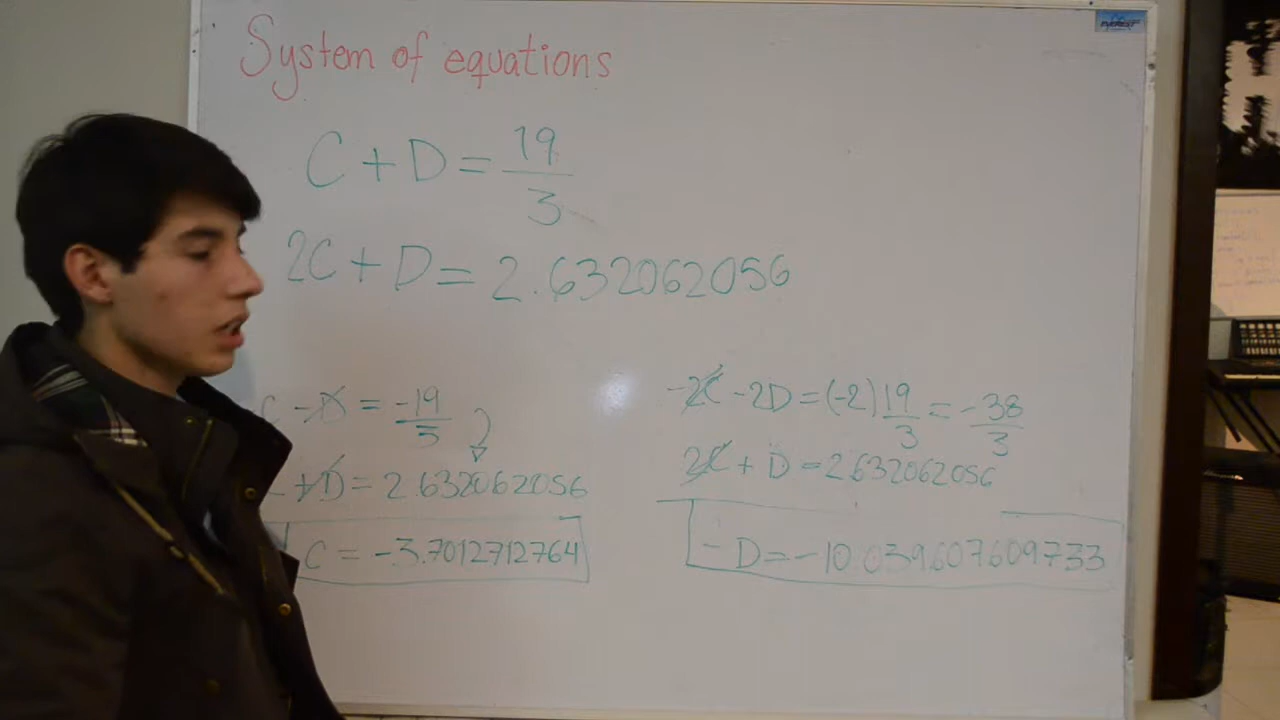 System of equations
C + D = 19/3
2C + D = 2.632062056
C - D = -19/3
+ D = 2.632062056
C = -3.7012712764
-2C - 2D = (-2) 19/3 = -38/3
2C + D = 2.632062056
- D = -10.039607609733
EVEREST